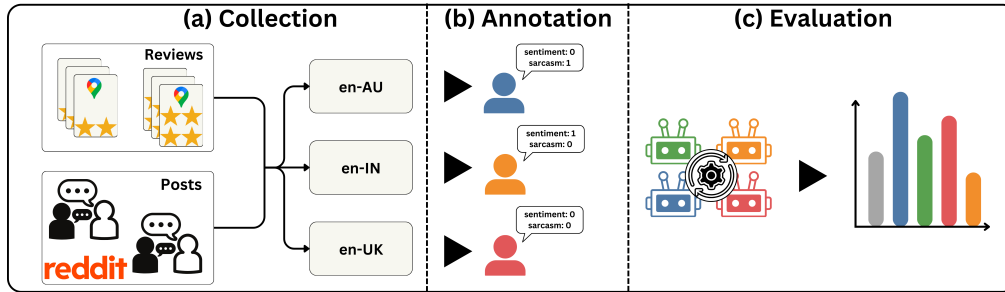 (a) Collection
Reviews
Posts
reddit
en-AU
en-IN
en-UK
(b) Annotation
sentiment: 0
sarcasm: 1
sentiment: 1
sarcasm: 0
sentiment: 0
sarcasm: 0
(c) Evaluation